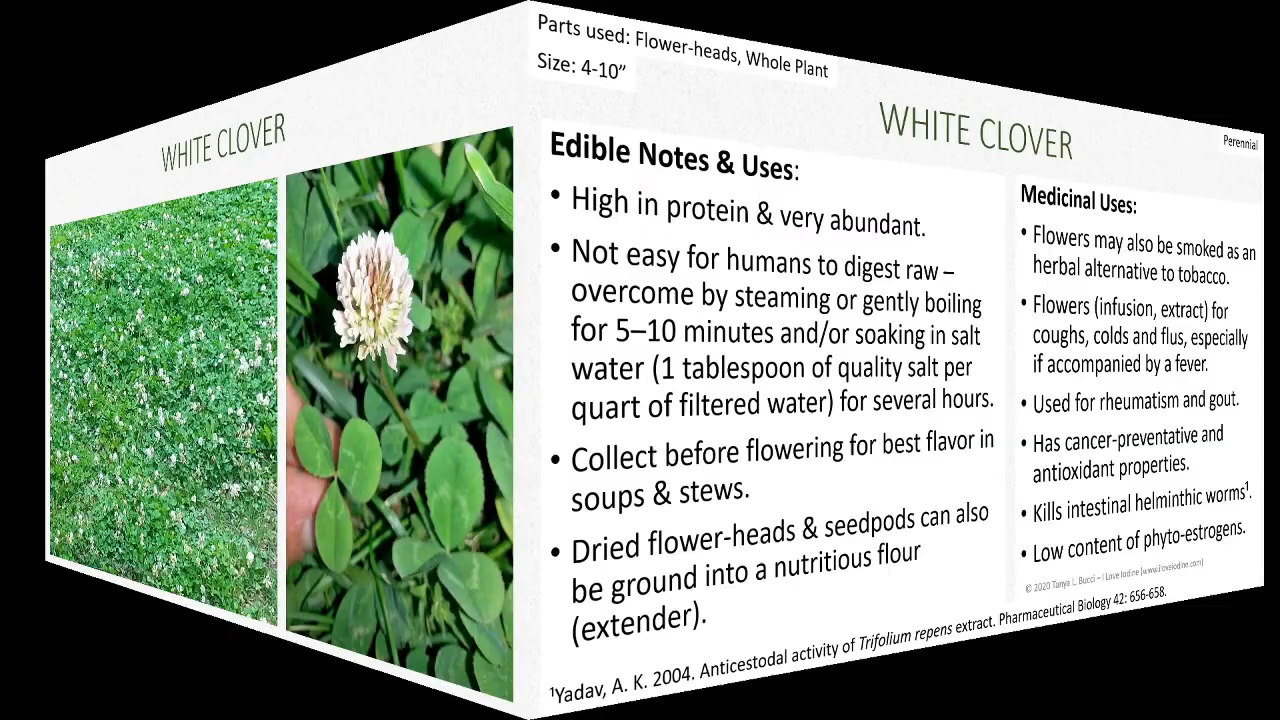 WHITE CLOVER
Parts used: Flower-heads, Whole Plant
Size: 4-10”
WHITE CLOVER
Perennial
Edible Notes & Uses:
• High in protein & very abundant.
• Not easy for humans to digest raw –
overcome by steaming or gently boiling
for 5–10 minutes and/or soaking in salt
water (1 tablespoon of quality salt per
quart of filtered water) for several hours.
• Collect before flowering for best flavor in
soups & stews.
• Dried flower-heads & seedpods can also
be ground into a nutritious flour
(extender).
Medicinal Uses:
• Flowers may also be smoked as an
herbal alternative to tobacco.
• Flowers (infusion, extract) for
coughs, colds and flus, especially
if accompanied by a fever.
• Used for rheumatism and gout.
• Has cancer-preventative and
antioxidant properties.
• Kills intestinal helminthic worms¹.
• Low content of phyto-estrogens.
© 2020 Tanya L. Bucci – I Love Iodine [www.iloveiodine.com]
¹Yadav, A. K. 2004. Anticestodal activity of Trifolium repens extract. Pharmaceutical Biology 42: 656-658.